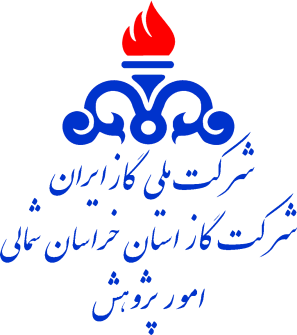 شرکت ملی گاز ایران
شرکت گاز استان خراسان شمالی
امور پژوهش